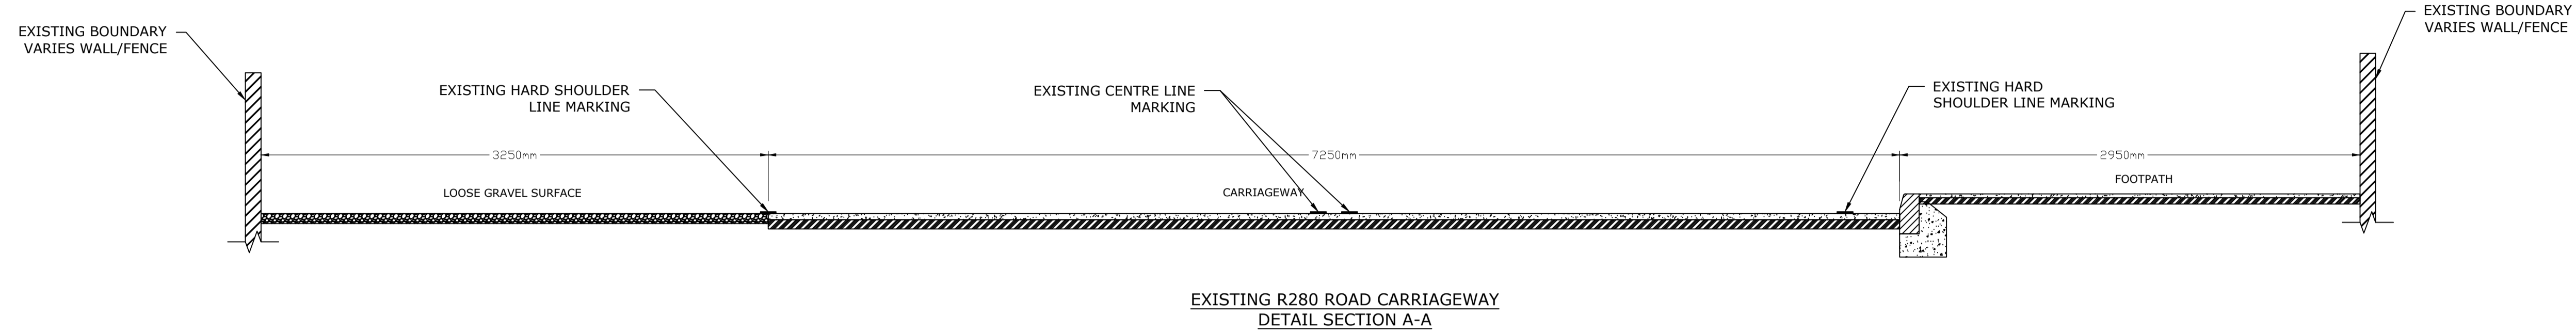 EXISTING BOUNDARY
VARIES WALL/FENCE
EXISTING HARD SHOULDER
LINE MARKING
EXISTING CENTRE LINE
MARKING
EXISTING HARD
SHOULDER LINE MARKING
EXISTING BOUNDARY
VARIES WALL/FENCE
3250mm
7250mm
2950mm
LOOSE GRAVEL SURFACE
CARRIAGEWAY
FOOTPATH
EXISTING R280 ROAD CARRIAGEWAY
DETAIL SECTION A-A